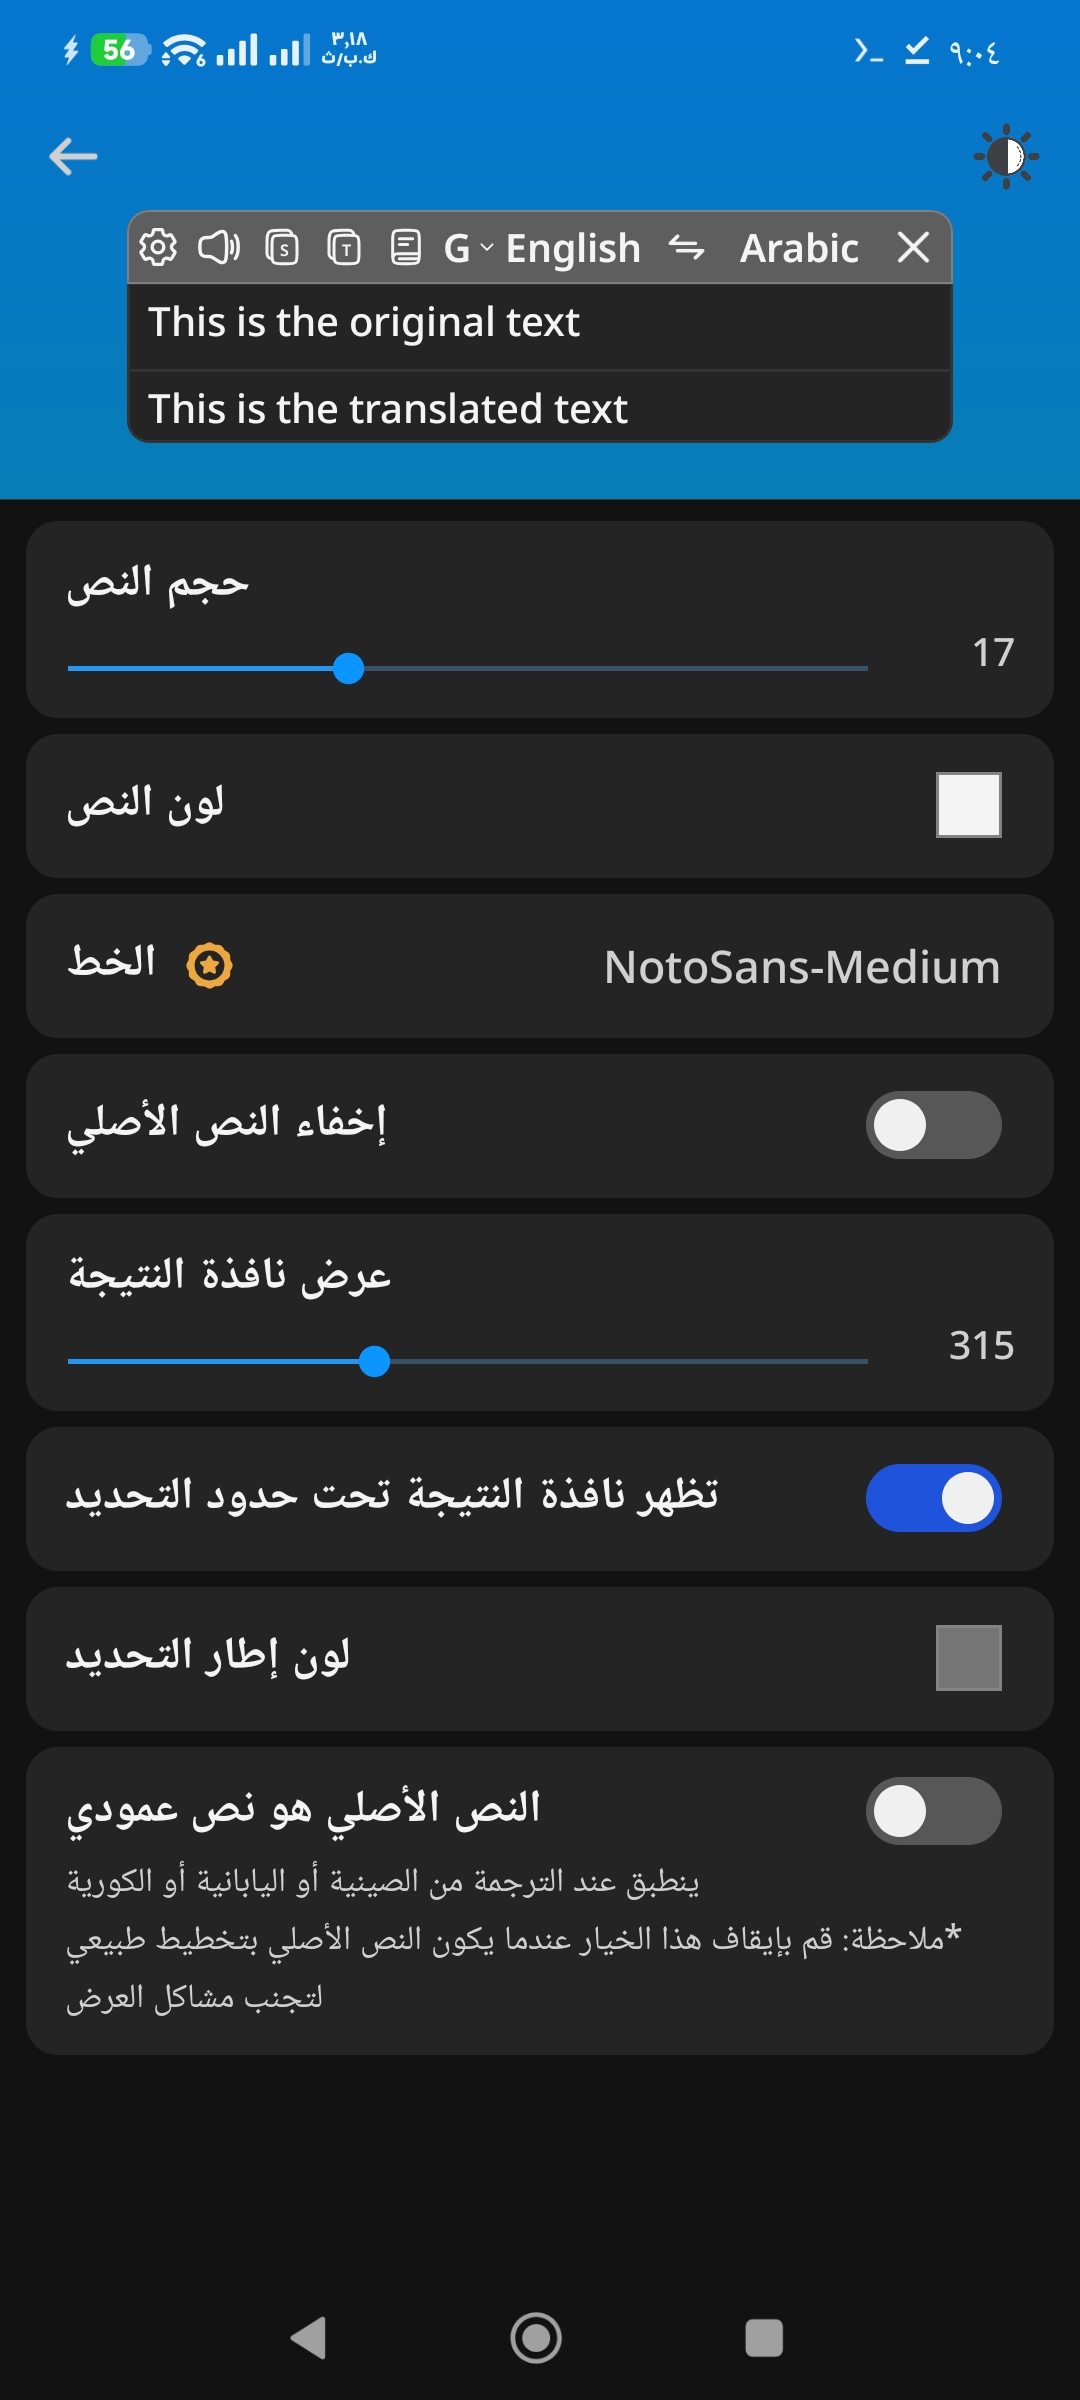 56
٣,١٨
ك.ب/ث
٩:٠٤
G English Arabic
This is the original text
This is the translated text
حجم النص
17
لون النص
الخط NotoSans-Medium
إخفاء النص الأصلي
عرض نافذة النتيجة
315
تظهر نافذة النتيجة تحت حدود التحديد
لون إطار التحديد
النص الأصلي هو نص عمودي
ينطبق عند الترجمة من الصينية أو اليابانية أو الكورية
*ملاحظة: قم بإيقاف هذا الخيار عندما يكون النص الأصلي بتخطيط طبيعي
لتجنب مشاكل العرض